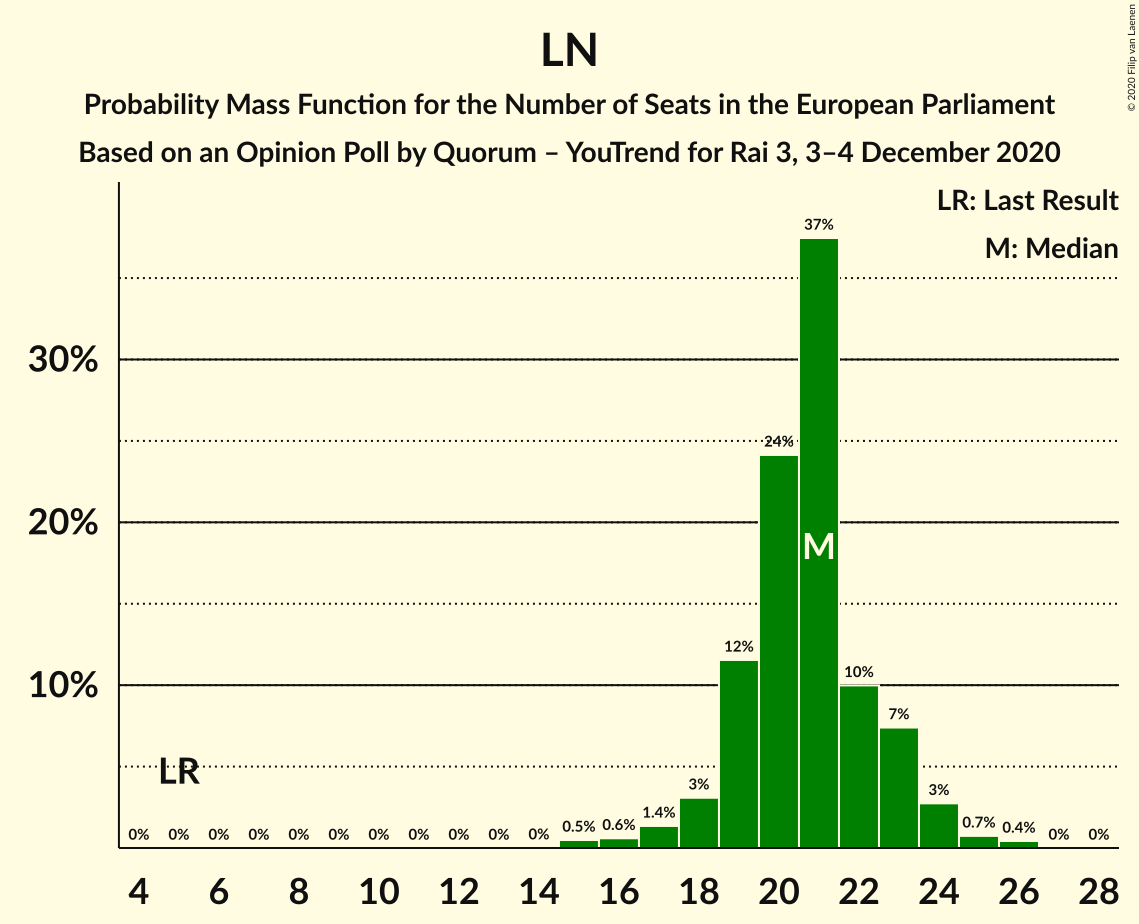 LN
Probability Mass Function for the Number of Seats in the European Parliament
Based on an Opinion Poll by Quorum – YouTrend for Rai 3, 3–4 December 2020
© 2020 Filip van Laenen
LR: Last Result
M: Median
37%
30%
24%
20%
M
12%
10%
10%
7%
LR
3%
3%
0% 0% 0% 0% 0% 0% 0% 0% 0% 0% 0% 0.5% 0.6% 1.4% 0.7% 0.4% 0% 0%
4 6 8 10 12 14 16 18 20 22 24 26 28